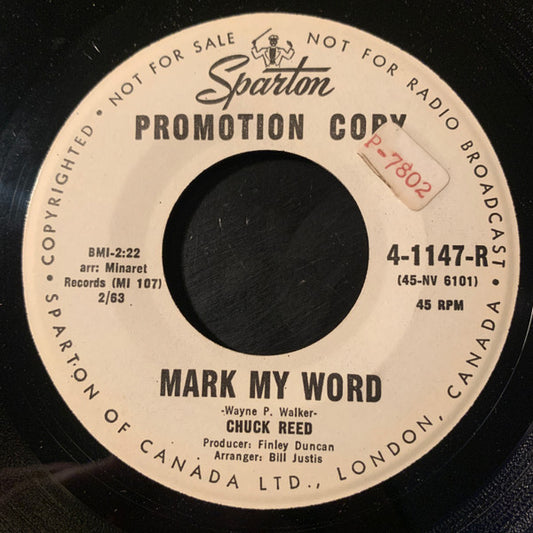 • COPYRIGHTED • NOT FOR SALE NOT FOR RADIO BROADCAST •
Sparton
PROMOTION COPY
P-7802
BMI-2:22
arr: Minaret
Records (MI 107)
2/63
4-1147-R
(45-NV 6101)
45 RPM
MARK MY WORD
-Wayne P. Walker-
CHUCK REED
Producer: Finley Duncan
Arranger: Bill Justis
SPARTON OF CANADA LTD., LONDON, CANADA •